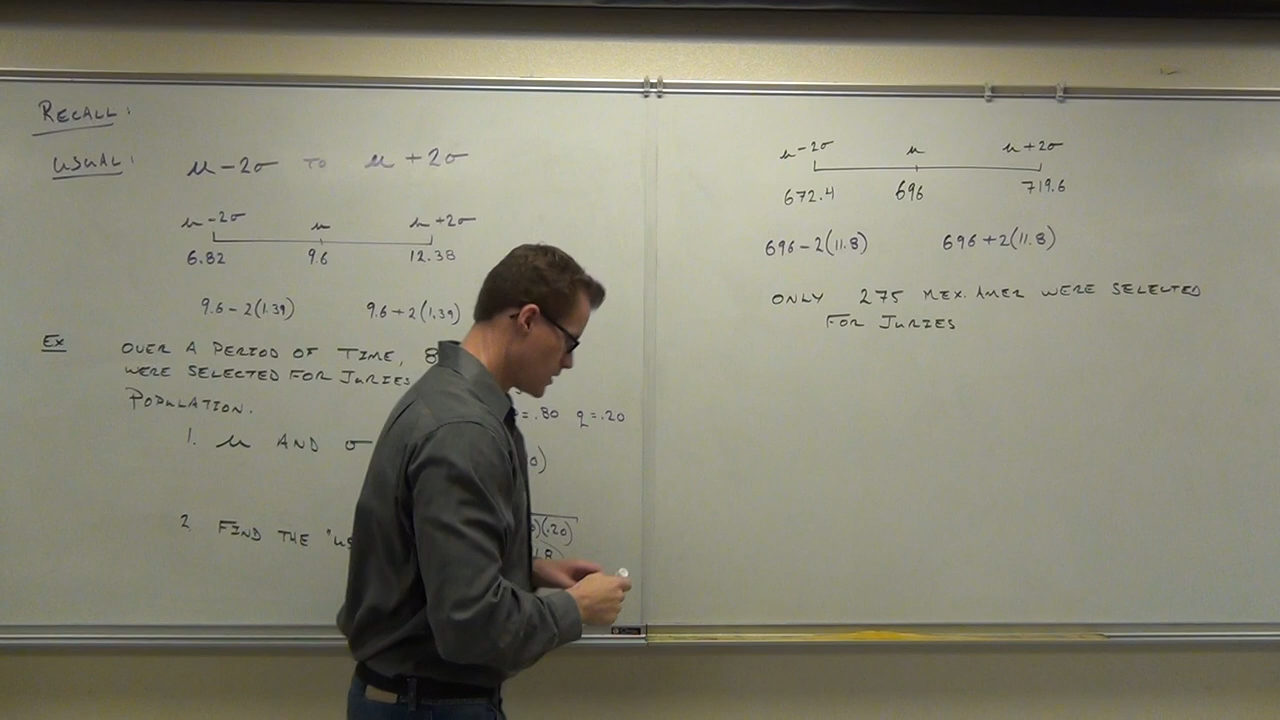 RECALL:
USUAL: μ-2σ TO μ+2σ
μ-2σ μ μ+2σ
6.82 9.6 12.38
9.6-2(1.39) 9.6+2(1.39)
EX OVER A PERIOD OF TIME, 8
WERE SELECTED FOR JURIES
POPULATION.
=.80 q=.20
1. μ AND σ
0)
2 FIND THE "US
)(.20)
μ-2σ μ μ+2σ
672.4 696 719.6
696-2(11.8) 696+2(11.8)
ONLY 275 MEX. AMER WERE SELECTED
FOR JURIES